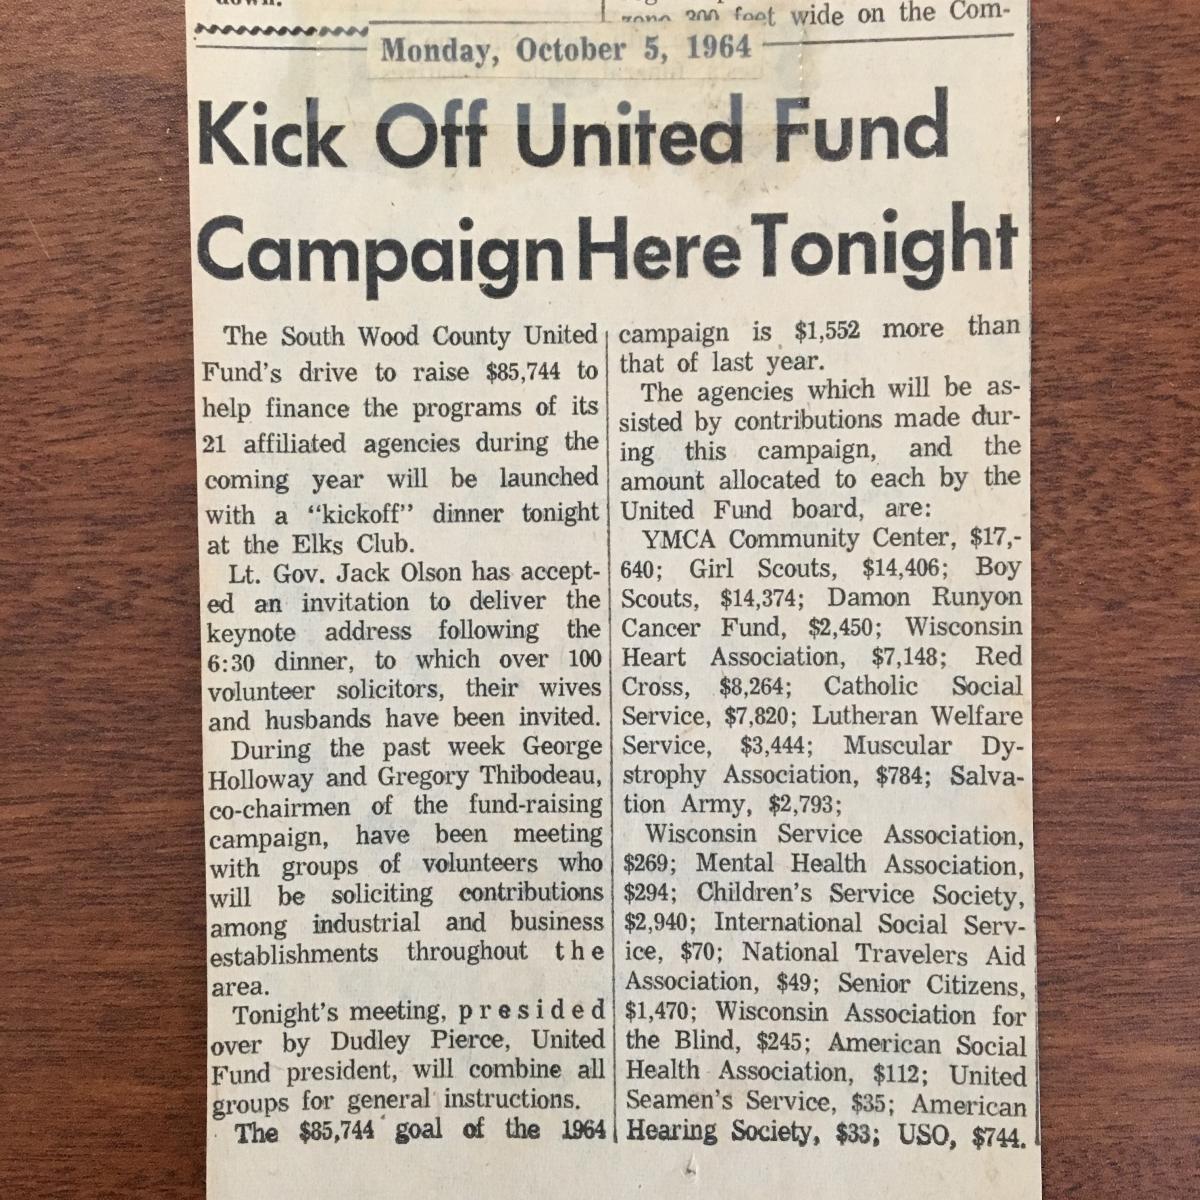 down.
zone 200 feet wide on the Com-
Monday, October 5, 1964
Kick Off United Fund
Campaign Here Tonight
The South Wood County United
Fund's drive to raise $85,744 to
help finance the programs of its
21 affiliated agencies during the
coming year will be launched
with a “kickoff” dinner tonight
at the Elks Club.
Lt. Gov. Jack Olson has accept-
ed an invitation to deliver the
keynote address following the
6:30 dinner, to which over 100
volunteer solicitors, their wives
and husbands have been invited.
During the past week George
Holloway and Gregory Thibodeau,
co-chairmen of the fund-raising
campaign, have been meeting
with groups of volunteers who
will be soliciting contributions
among industrial and business
establishments throughout the
area.
Tonight's meeting, presided
over by Dudley Pierce, United
Fund president, will combine all
groups for general instructions.
The $85,744 goal of the 1964
campaign is $1,552 more than
that of last year.
The agencies which will be as-
sisted by contributions made dur-
ing this campaign, and the
amount allocated to each by the
United Fund board, are:
YMCA Community Center, $17,-
640; Girl Scouts, $14,406; Boy
Scouts, $14,374; Damon Runyon
Cancer Fund, $2,450; Wisconsin
Heart Association, $7,148; Red
Cross, $8,264; Catholic Social
Service, $7,820; Lutheran Welfare
Service, $3,444; Muscular Dy-
strophy Association, $784; Salva-
tion Army, $2,793;
Wisconsin Service Association,
$269; Mental Health Association,
$294; Children's Service Society,
$2,940; International Social Serv-
ice, $70; National Travelers Aid
Association, $49; Senior Citizens,
$1,470; Wisconsin Association for
the Blind, $245; American Social
Health Association, $112; United
Seamen's Service, $35; American
Hearing Society, $33; USO, $744.